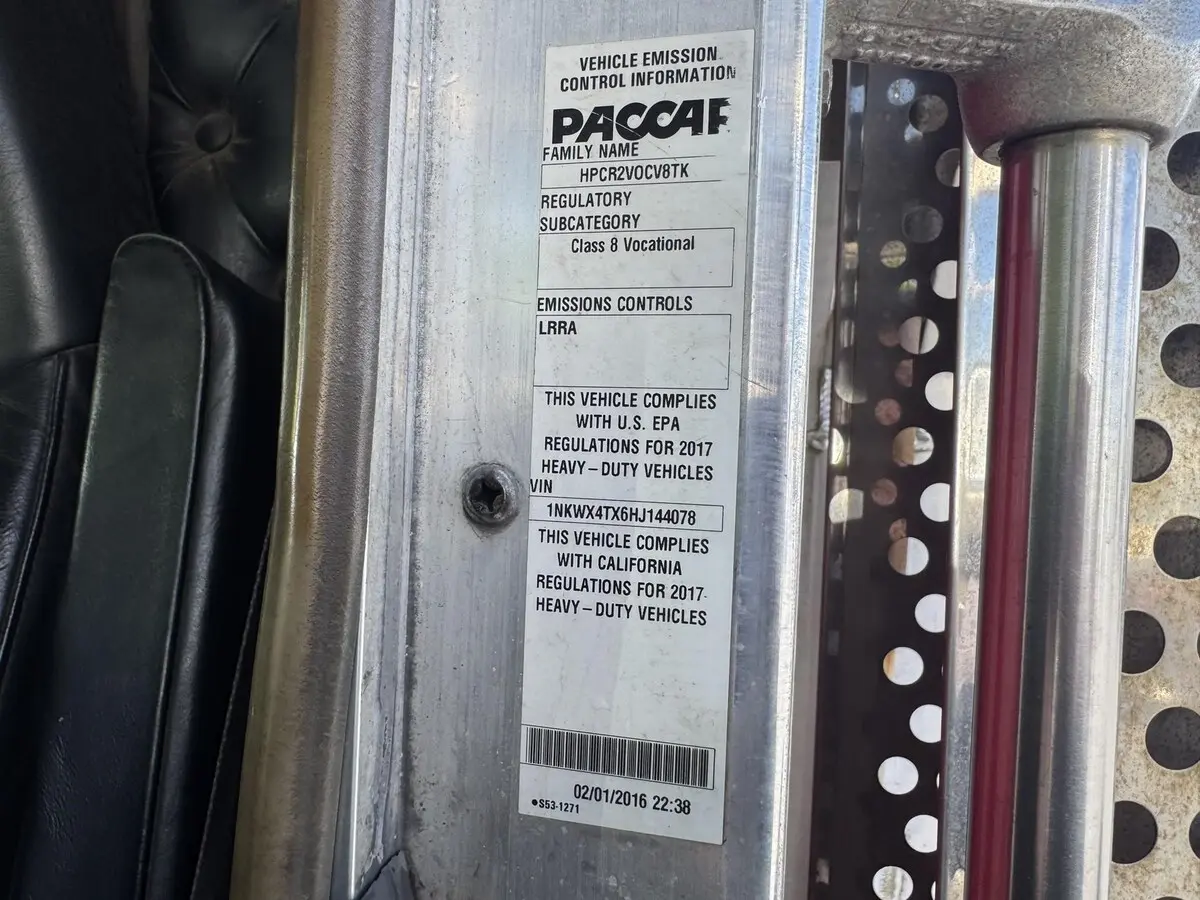 VEHICLE EMISSION
CONTROL INFORMATION
PACCAR
FAMILY NAME
HPCR2VOCV8TK
REGULATORY
SUBCATEGORY
Class 8 Vocational
EMISSIONS CONTROLS
LRRA
THIS VEHICLE COMPLIES
WITH U.S. EPA
REGULATIONS FOR 2017
HEAVY-DUTY VEHICLES
VIN
1NKWX4TX6HJ144078
THIS VEHICLE COMPLIES
WITH CALIFORNIA
REGULATIONS FOR 2017
HEAVY-DUTY VEHICLES
02/01/2016 22:38
●S53-1271